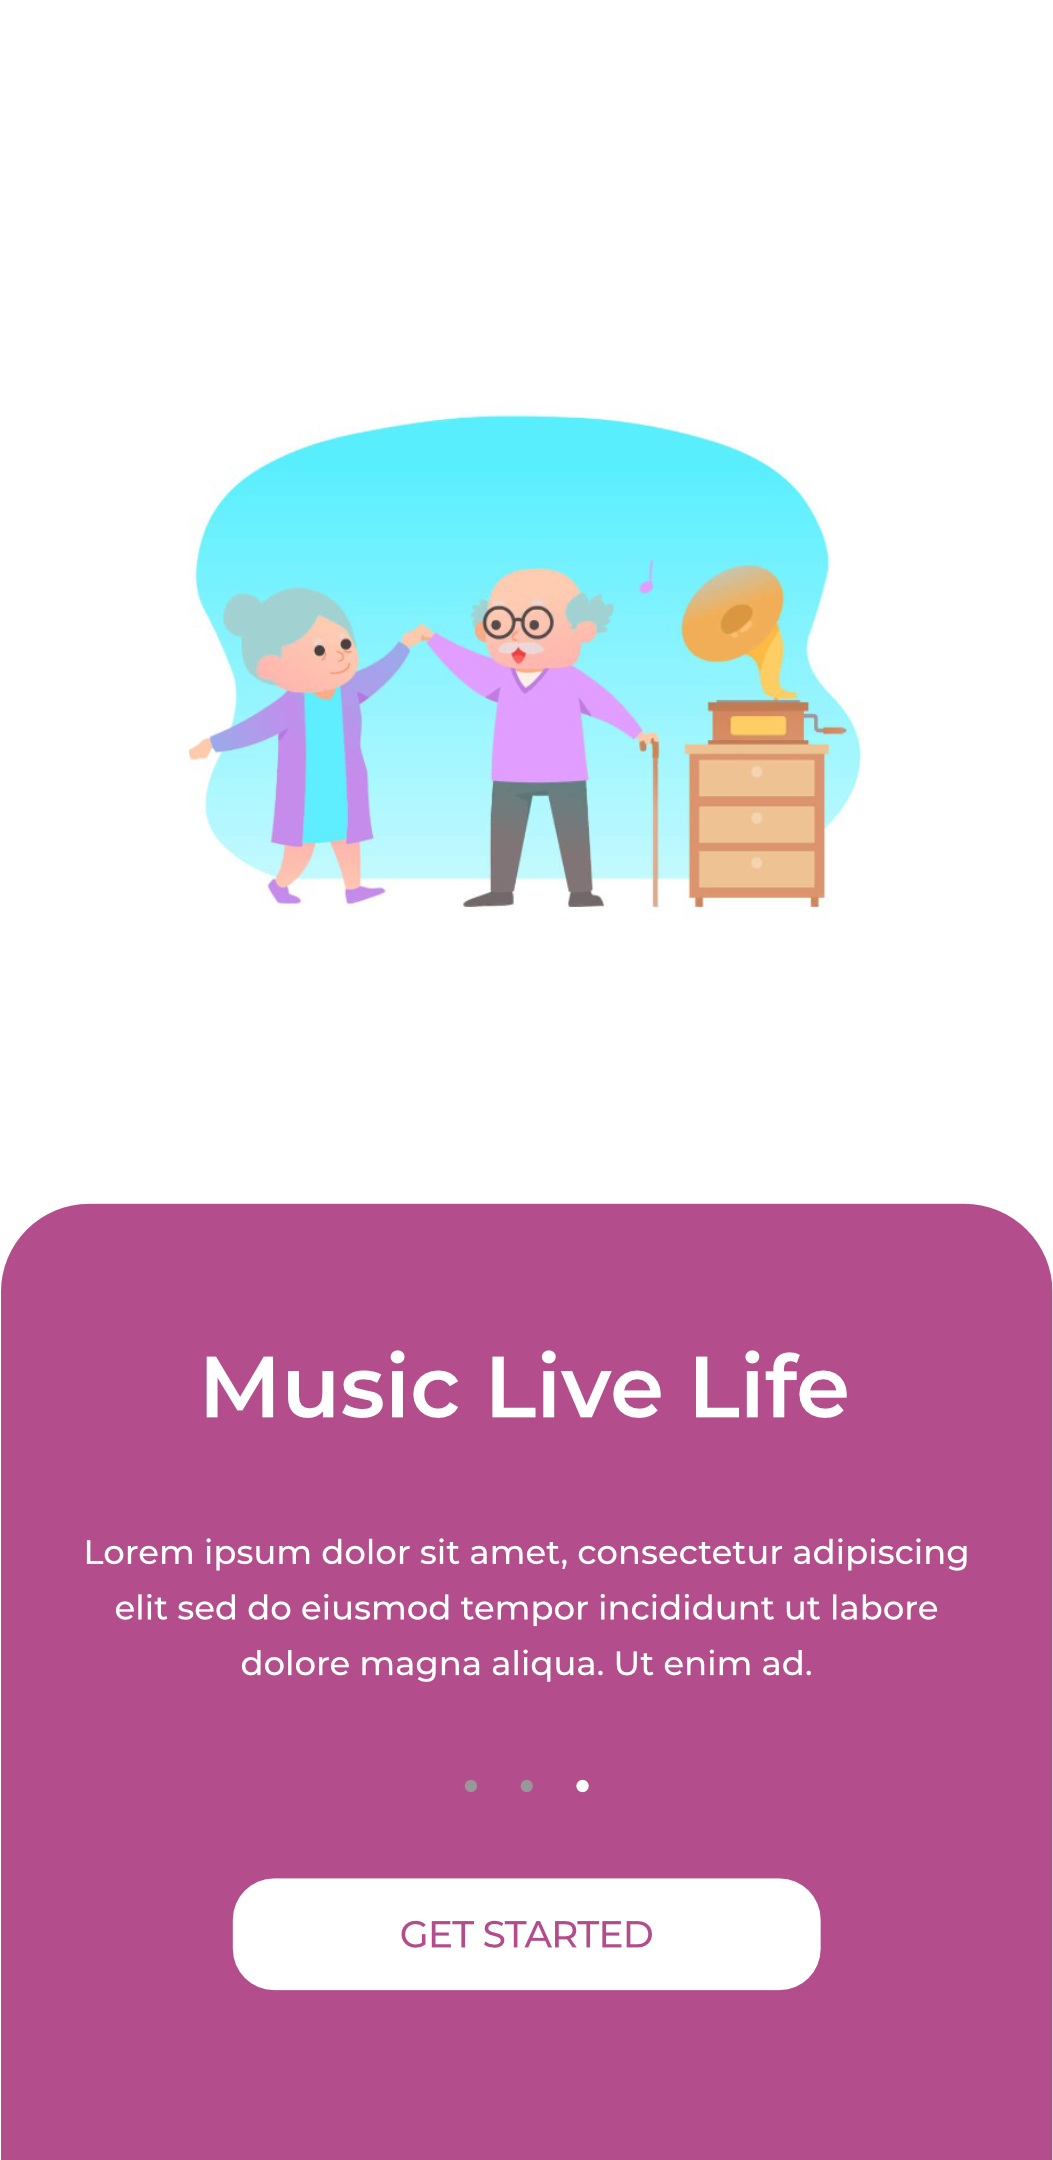 Music Live Life
Lorem ipsum dolor sit amet, consectetur adipiscing
elit sed do eiusmod tempor incididunt ut labore
dolore magna aliqua. Ut enim ad.
GET STARTED